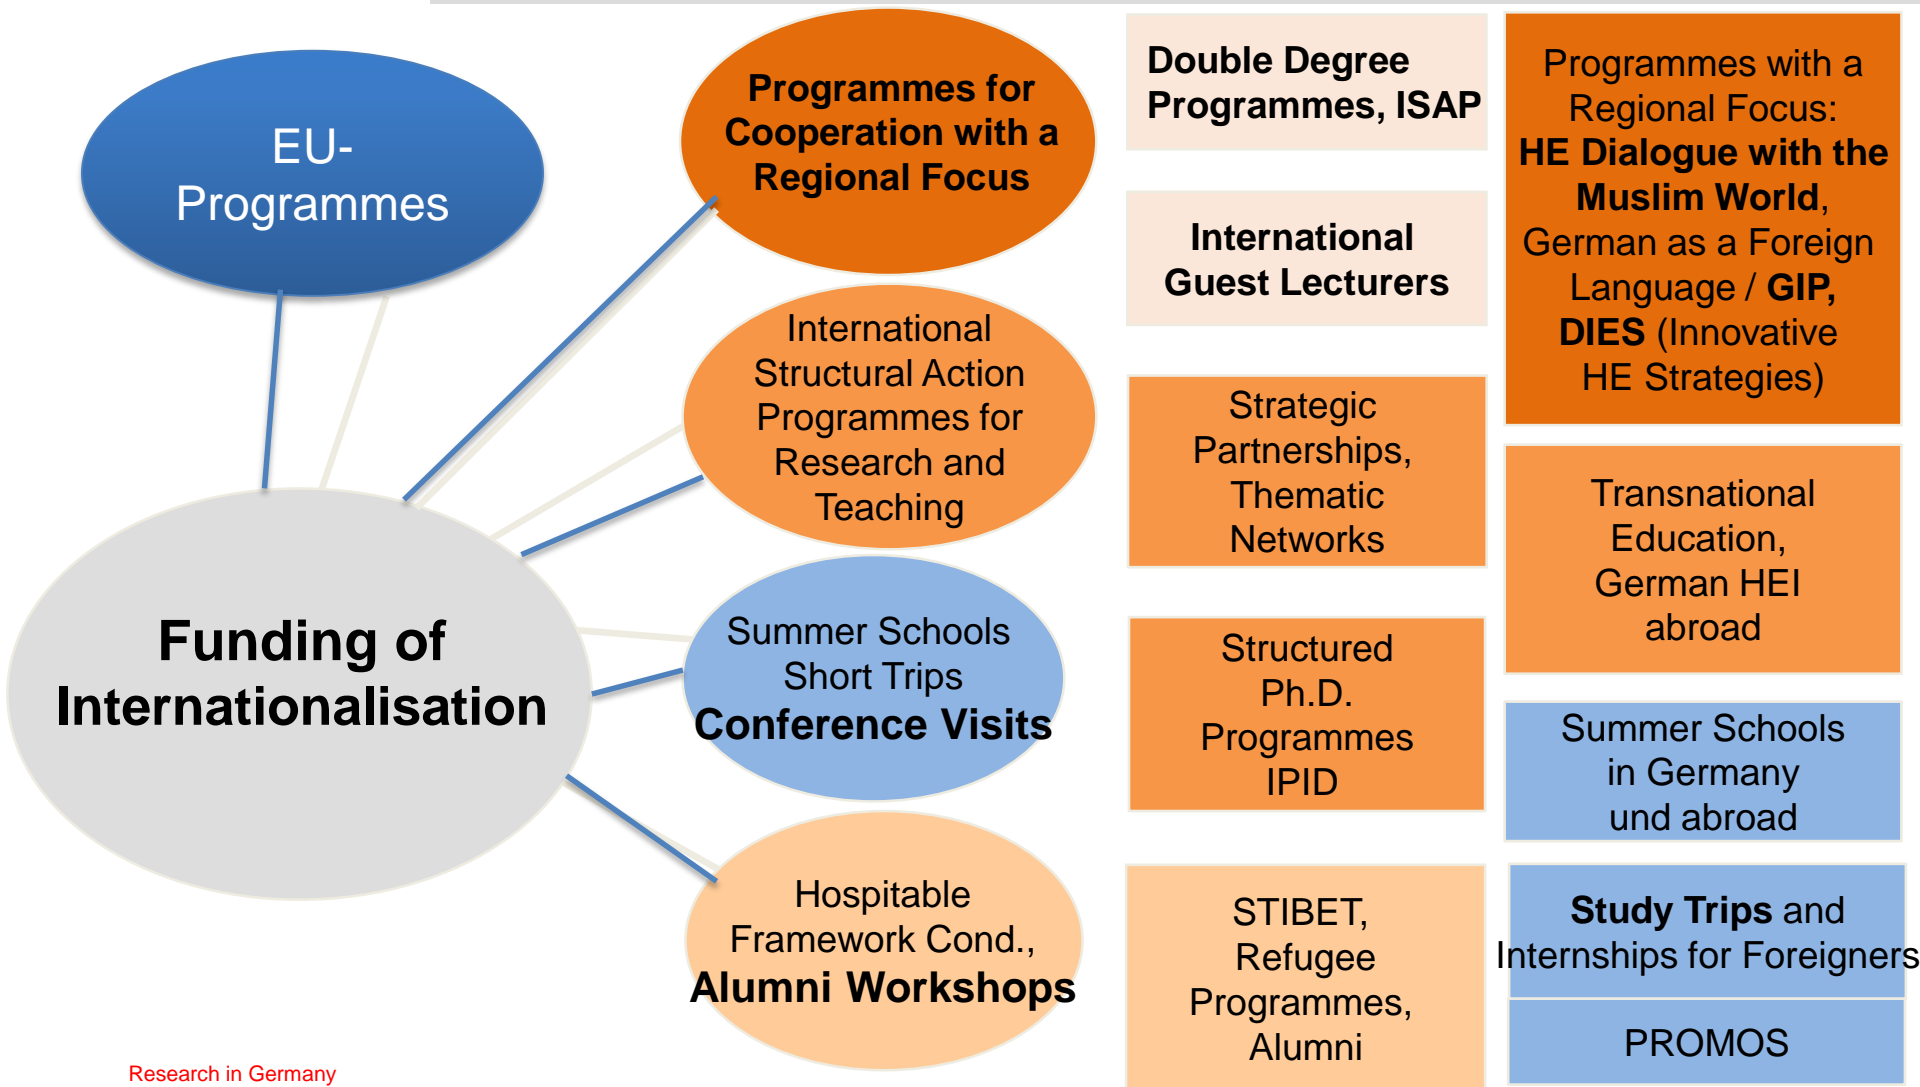 EU-
Programmes
Funding of
Internationalisation
Programmes for
Cooperation with a
Regional Focus
International
Structural Action
Programmes for
Research and
Teaching
Summer Schools
Short Trips
Conference Visits
Hospitable
Framework Cond.,
Alumni Workshops
Double Degree
Programmes, ISAP
International
Guest Lecturers
Strategic
Partnerships,
Thematic
Networks
Structured
Ph.D.
Programmes
IPID
STIBET,
Refugee
Programmes,
Alumni
Programmes with a
Regional Focus:
HE Dialogue with the
Muslim World,
German as a Foreign
Language / GIP,
DIES (Innovative
HE Strategies)
Transnational
Education,
German HEI
abroad
Summer Schools
in Germany
und abroad
Study Trips and
Internships for Foreigners
PROMOS
Research in Germany